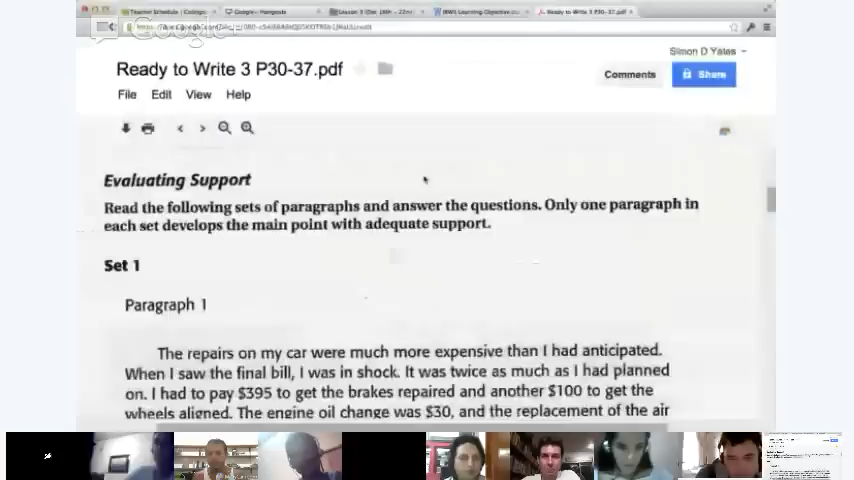 Google+
Simon D Yates
Ready to Write 3 P30-37.pdf
Comments
Share
File Edit View Help
Evaluating Support
Read the following sets of paragraphs and answer the questions. Only one paragraph in
each set develops the main point with adequate support.
Set 1
Paragraph 1
The repairs on my car were much more expensive than I had anticipated.
When I saw the final bill, I was in shock. It was twice as much as I had planned
on. I had to pay $395 to get the brakes repaired and another $100 to get the
wheels aligned. The engine oil change was $30, and the replacement of the air